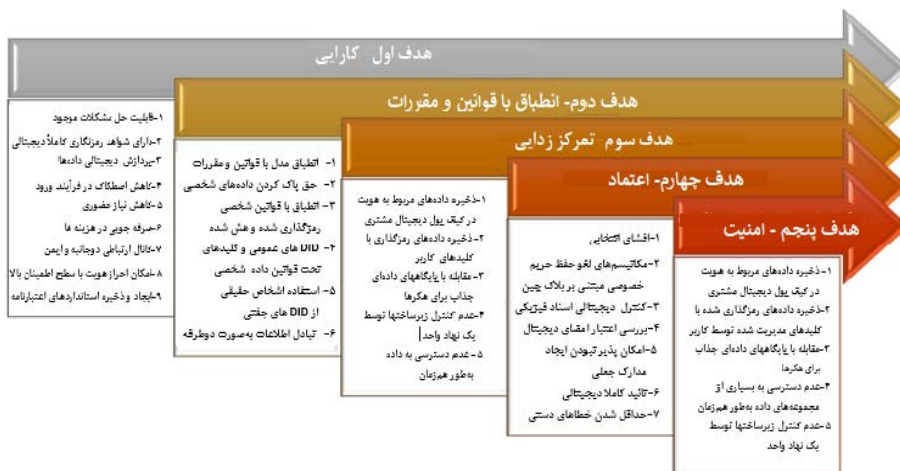 هدف اول- کارایی
۱-قابلیت حل مشکلات موجود
۲-دارای شواهد رمزنگاری کاملاً دیجیتالی
۳-پردازش دیجیتالی داده‌ها
۴-کاهش اصطکاک در فرآیند ورود
۵-کاهش نیاز حضوری
۶-صرفه جویی در هزینه ها
۷-کانال ارتباطی دوجانبه و ایمن
۸-امکان احراز هویت با سطح اطمینان بالا
۹-ایجاد و ذخیره استانداردهای اعتبارنامه
هدف دوم- انطباق با قوانین و مقررات
۱- انطباق مدل با قوانین و مقررات
۲- حق پاک کردن داده‌های شخصی
۳- انطباق با قوانین شخصی
رمزگذاری شده و هش شده
۴- DID های عمومی و کلیدهای
تحت قوانین داده شخصی
۵- استفاده اشخاص حقیقی
از DID های جفتی
۶- تبادل اطلاعات به‌صورت دوطرفه
هدف سوم- تمرکز زدایی
۱-ذخیره داده‌های مربوط به هویت
در کیف پول دیجیتال مشتری
۲-ذخیره داده‌های رمزگذاری با
کلیدهای کاربر
۳-مقابله با پایگاههای داده‌ای
جذاب برای هکرها
۴-عدم کنترل زیرساختها توسط
یک نهاد واحد
۵- عدم دسترسی به داده
به‌طور هم‌زمان
هدف چهارم- اعتماد
۱-افشای انتخابی
۲-مکانیسم‌های لغو حفظ حریم
خصوصی مبتنی بر بلاک چین
۳-کنترل دیجیتالی اسناد فیزیکی
۴-بررسی اعتبار امضای دیجیتال
۵-امکان پذیر نبودن ایجاد
مدارک جعلی
۶-تائید کاملا دیجیتالی
۷-حداقل شدن خطاهای دستی
هدف پنجم - امنیت
۱-ذخیره داده‌های مربوط به هویت
در کیف پول دیجیتال مشتری
۲-ذخیره داده‌های رمزگذاری شده با
کلیدهای مدیریت شده توسط کاربر
۳-مقابله با پایگاههای داده‌ای جذاب
برای هکرها
۴-عدم دسترسی به بسیاری از
مجموعه‌های داده به‌طور هم‌زمان
۵-عدم کنترل زیرساختها توسط
یک نهاد واحد